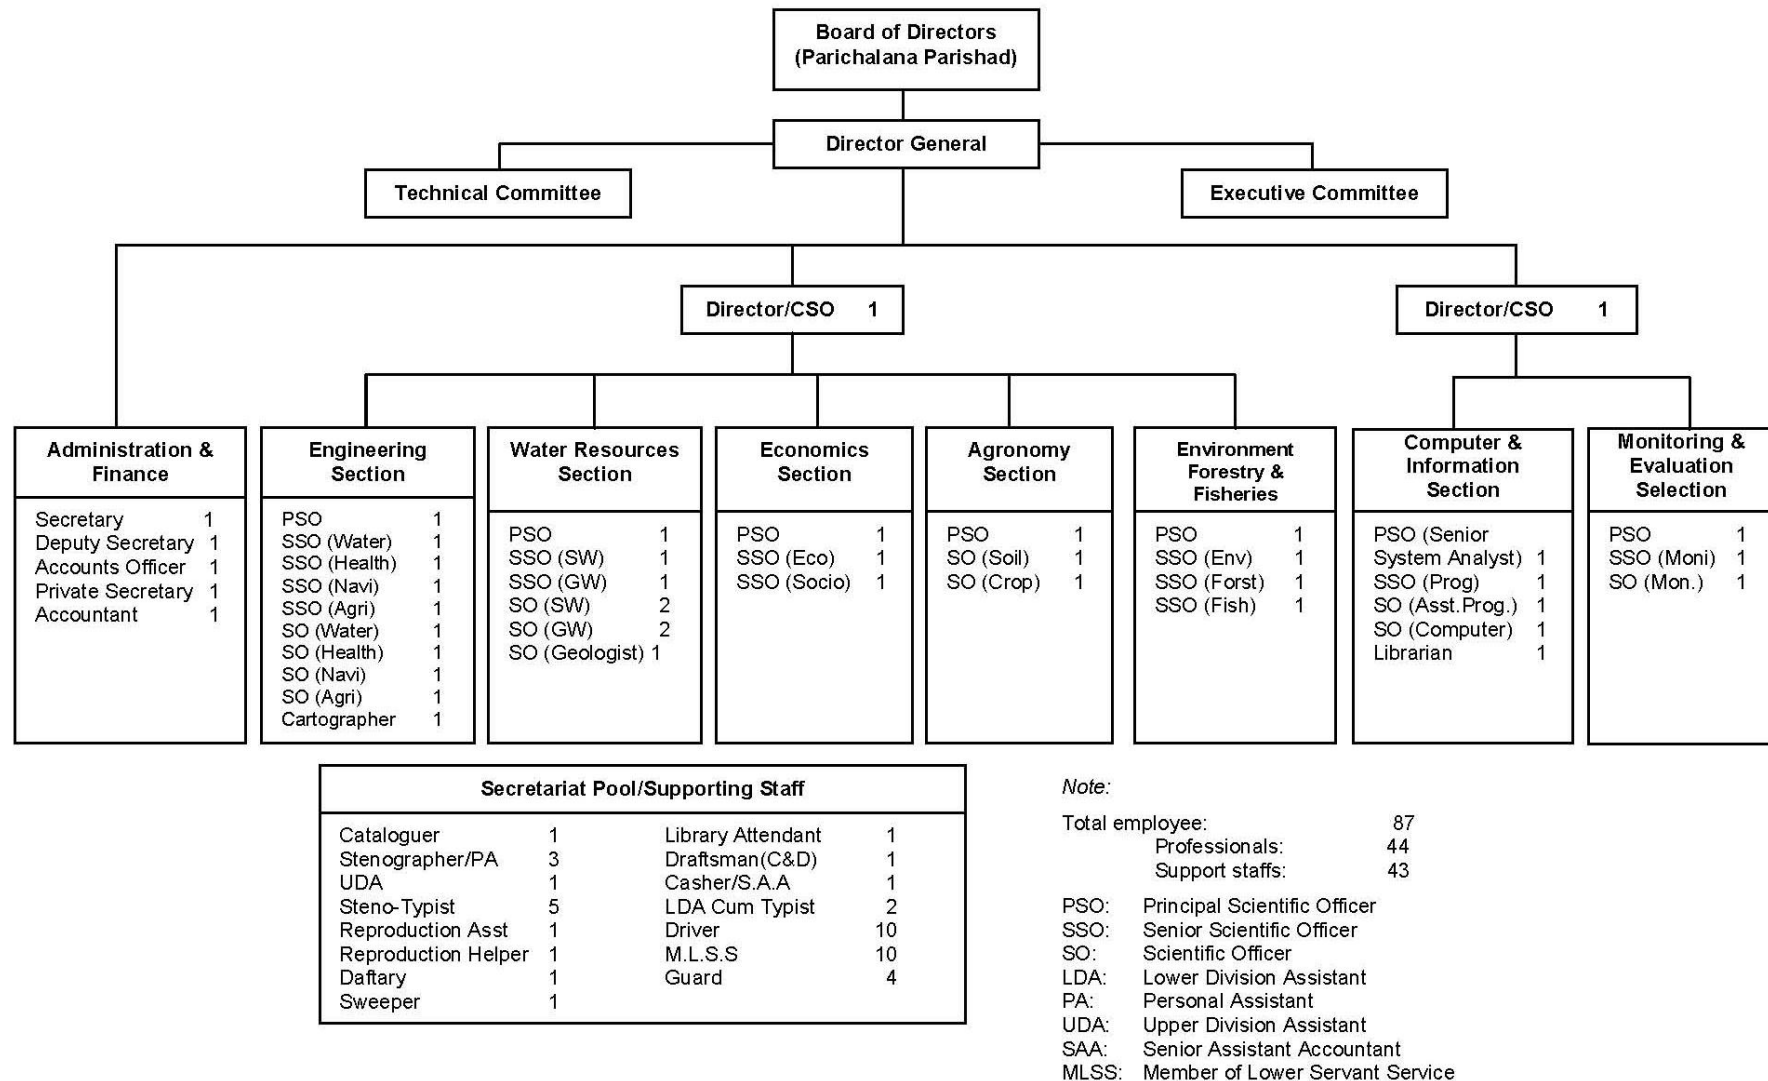 Board of Directors
(Parichalana Parishad)
Director General
Technical Committee
Executive Committee
Director/CSO 1
Director/CSO 1
Administration &
Finance
Secretary 1
Deputy Secretary 1
Accounts Officer 1
Private Secretary 1
Accountant 1
Engineering
Section
PSO 1
SSO (Water) 1
SSO (Health) 1
SSO (Navi) 1
SSO (Agri) 1
SO (Water) 1
SO (Health) 1
SO (Navi) 1
SO (Agri) 1
Cartographer 1
Water Resources
Section
PSO 1
SSO (SW) 1
SSO (GW) 1
SO (SW) 2
SO (GW) 2
SO (Geologist) 1
Economics
Section
PSO 1
SSO (Eco) 1
SSO (Socio) 1
Agronomy
Section
PSO 1
SO (Soil) 1
SO (Crop) 1
Environment
Forestry &
Fisheries
PSO 1
SSO (Env) 1
SSO (Forst) 1
SSO (Fish) 1
Computer &
Information
Section
PSO (Senior
System Analyst) 1
SSO (Prog) 1
SO (Asst.Prog.) 1
SO (Computer) 1
Librarian 1
Monitoring &
Evaluation
Selection
PSO 1
SSO (Moni) 1
SO (Mon.) 1
Secretariat Pool/Supporting Staff
Cataloguer 1
Stenographer/PA 3
UDA 1
Steno-Typist 5
Reproduction Asst 1
Reproduction Helper 1
Daftary 1
Sweeper 1
Library Attendant 1
Draftsman(C&D) 1
Casher/S.A.A 1
LDA Cum Typist 2
Driver 10
M.L.S.S 10
Guard 4
Note:
Total employee: 87
Professionals: 44
Support staffs: 43
PSO: Principal Scientific Officer
SSO: Senior Scientific Officer
SO: Scientific Officer
LDA: Lower Division Assistant
PA: Personal Assistant
UDA: Upper Division Assistant
SAA: Senior Assistant Accountant
MLSS: Member of Lower Servant Service